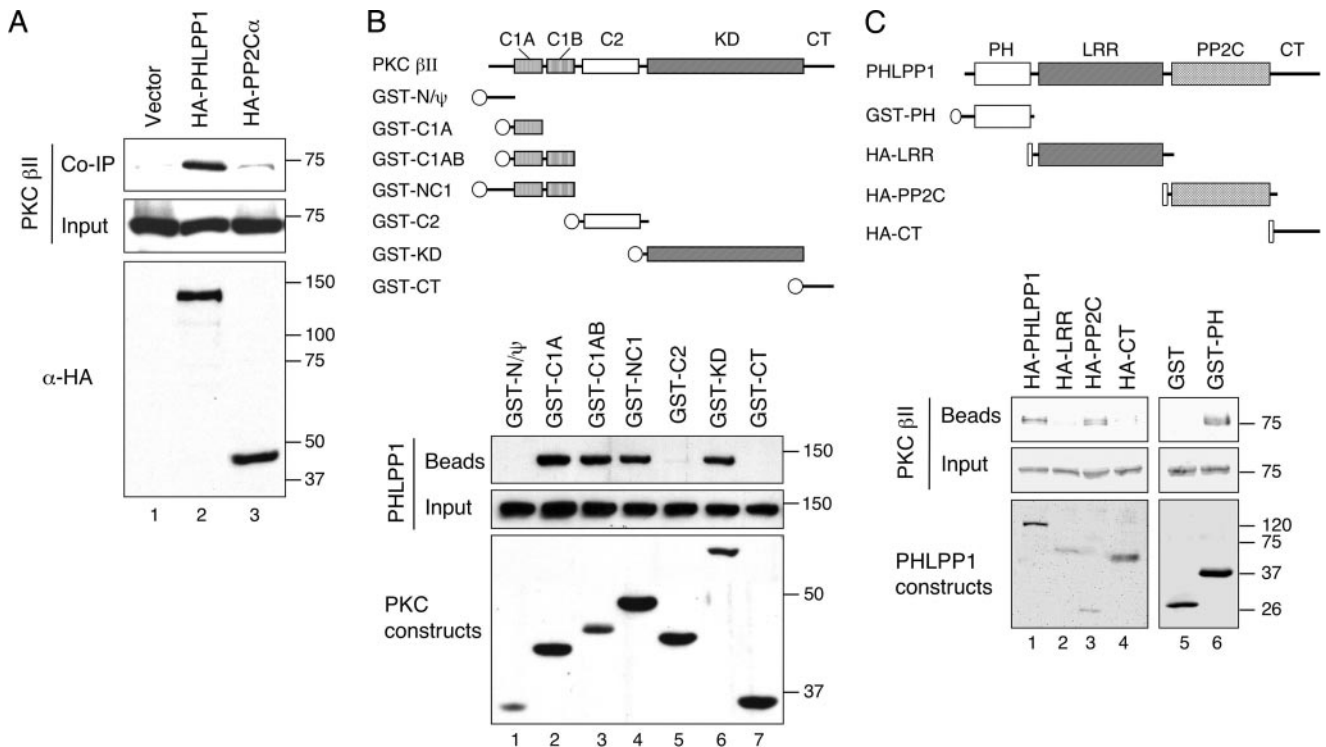 A
Vector
HA-PHLPP1
HA-PP2Cα
PKC βII
Co-IP
75
Input
75
α-HA
150
100
75
50
37
1 2 3
B
C1A C1B C2 KD CT
PKC βII
GST-N/ψ
GST-C1A
GST-C1AB
GST-NC1
GST-C2
GST-KD
GST-CT
GST-N/ψ
GST-C1A
GST-C1AB
GST-NC1
GST-C2
GST-KD
GST-CT
PHLPP1
Beads
150
Input
150
PKC
constructs
50
37
1 2 3 4 5 6 7
C
PH LRR PP2C CT
PHLPP1
GST-PH
HA-LRR
HA-PP2C
HA-CT
HA-PHLPP1
HA-LRR
HA-PP2C
HA-CT
GST
GST-PH
PKC βII
Beads
75
Input
75
PHLPP1
constructs
120
75
37
26
1 2 3 4 5 6